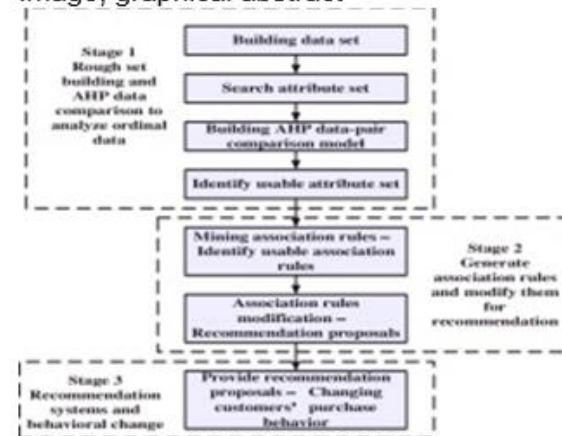 image, graphical abstract
Stage 1
Rough set
building and
AHP data
comparison to
analyze ordinal
data
Building data set
Search attribute set
Building AHP data-pair
comparison model
Identify usable attribute set
Mining association rules –
Identify usable association
rules
Association rules
modification –
Recommendation proposals
Stage 2
Generate
association rules
and modify them
for
recommendation
Stage 3
Recommendation
systems and
behavioral change
Provide recommendation
proposals – Changing
customers' purchase
behavior